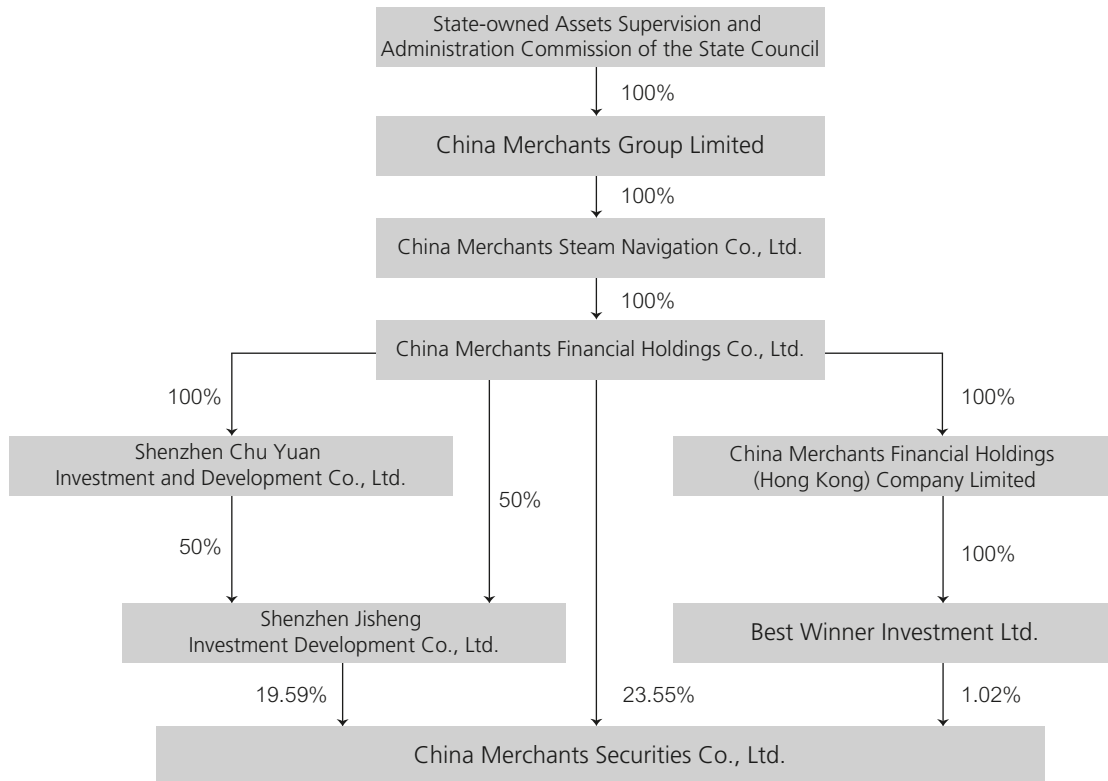 State-owned Assets Supervision and
Administration Commission of the State Council
100%
China Merchants Group Limited
100%
China Merchants Steam Navigation Co., Ltd.
100%
China Merchants Financial Holdings Co., Ltd.
100%
100%
Shenzhen Chu Yuan
Investment and Development Co., Ltd.
China Merchants Financial Holdings
(Hong Kong) Company Limited
50%
50%
100%
Shenzhen Jisheng
Investment Development Co., Ltd.
Best Winner Investment Ltd.
19.59%
23.55%
1.02%
China Merchants Securities Co., Ltd.